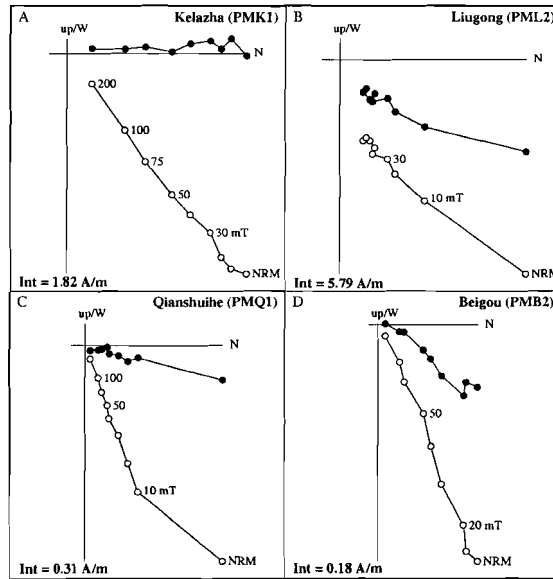 A
Kelazha (PMK1)
up/W
N
200
100
75
50
30 mT
NRM
Int = 1.82 A/m
B
Liugong (PML2)
up/W
N
30
10 mT
NRM
Int = 5.79 A/m
C
Qianshuihe (PMQ1)
up/W
N
100
50
10 mT
NRM
Int = 0.31 A/m
D
Beigou (PMB2)
up/W
N
50
20 mT
NRM
Int = 0.18 A/m